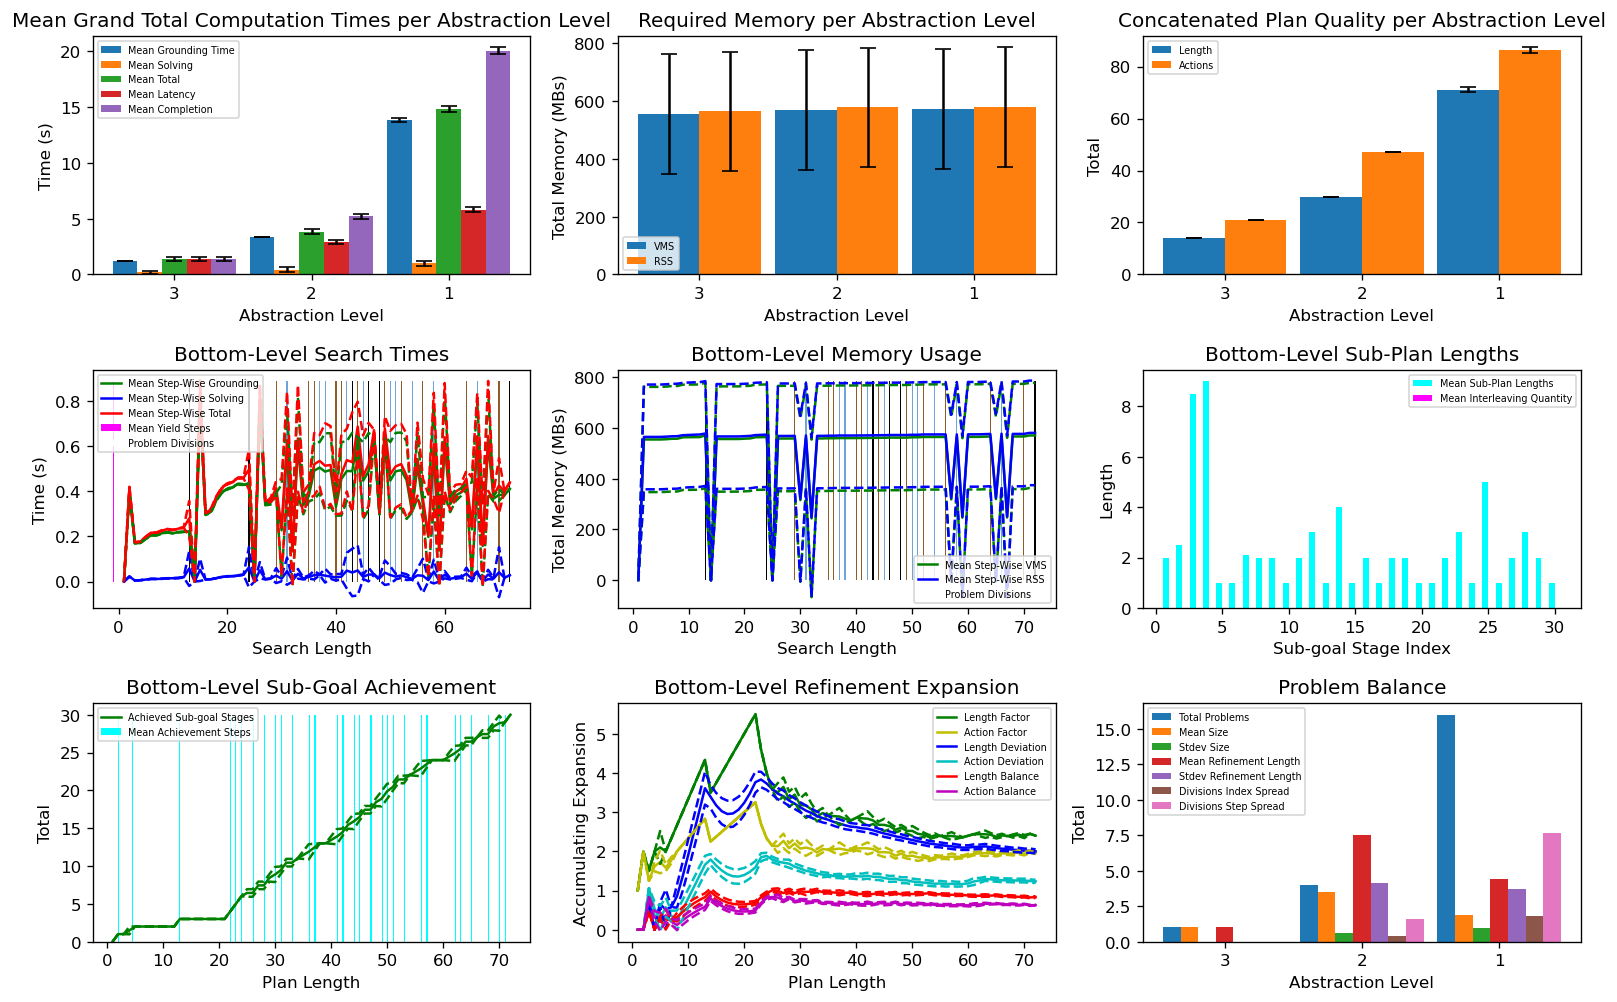 Mean Grand Total Computation Times per Abstraction Level
Time (s)
20
15
10
5
0
Mean Grounding Time
Mean Solving
Mean Total
Mean Latency
Mean Completion
3
2
1
Abstraction Level
Required Memory per Abstraction Level
Total Memory (MBs)
800
600
400
200
0
VMS
RSS
3
2
1
Abstraction Level
Concatenated Plan Quality per Abstraction Level
Total
80
60
40
20
0
Length
Actions
3
2
1
Abstraction Level
Bottom-Level Search Times
Time (s)
0.8
0.6
0.4
0.2
0.0
Mean Step-Wise Grounding
Mean Step-Wise Solving
Mean Step-Wise Total
Mean Yield Steps
Problem Divisions
0
20
40
60
Search Length
Bottom-Level Memory Usage
Total Memory (MBs)
800
600
400
200
0
Mean Step-Wise VMS
Mean Step-Wise RSS
Problem Divisions
0
10
20
30
40
50
60
70
Search Length
Bottom-Level Sub-Plan Lengths
Length
8
6
4
2
0
Mean Sub-Plan Lengths
Mean Interleaving Quantity
0
5
10
15
20
25
30
Sub-goal Stage Index
Bottom-Level Sub-Goal Achievement
Total
30
25
20
15
10
5
0
Achieved Sub-goal Stages
Mean Achievement Steps
0
10
20
30
40
50
60
70
Plan Length
Bottom-Level Refinement Expansion
Accumulating Expansion
5
4
3
2
1
0
Length Factor
Action Factor
Length Deviation
Action Deviation
Length Balance
Action Balance
0
10
20
30
40
50
60
70
Plan Length
Problem Balance
Total
15.0
12.5
10.0
7.5
5.0
2.5
0.0
Total Problems
Mean Size
Stdev Size
Mean Refinement Length
Stdev Refinement Length
Divisions Index Spread
Divisions Step Spread
3
2
1
Abstraction Level